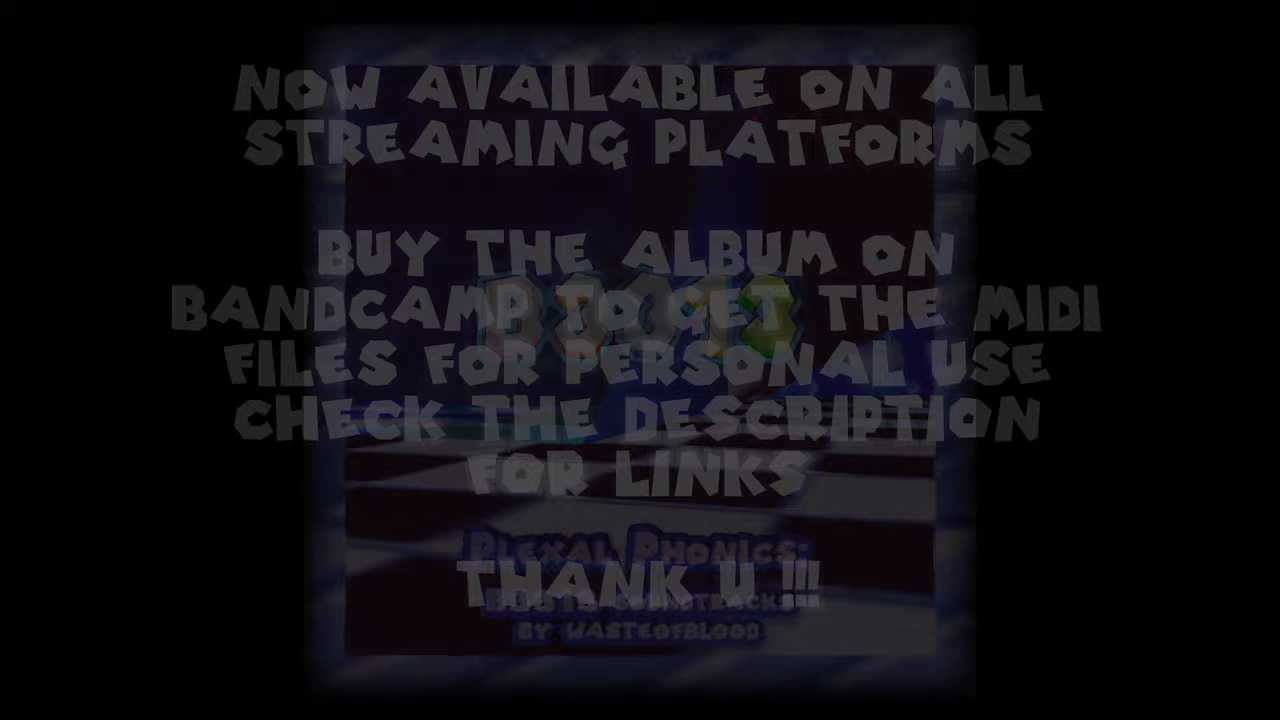 NOW AVAILABLE ON ALL
STREAMING PLATFORMS
BUY THE ALBUM ON
BANDCAMP TO GET THE MIDI
FILES FOR PERSONAL USE
CHECK THE DESCRIPTION
FOR LINKS
PLEXAL PHONICS:
THANK U !!!
SOUNDTRACKS
BY WASTEOFBLOOD